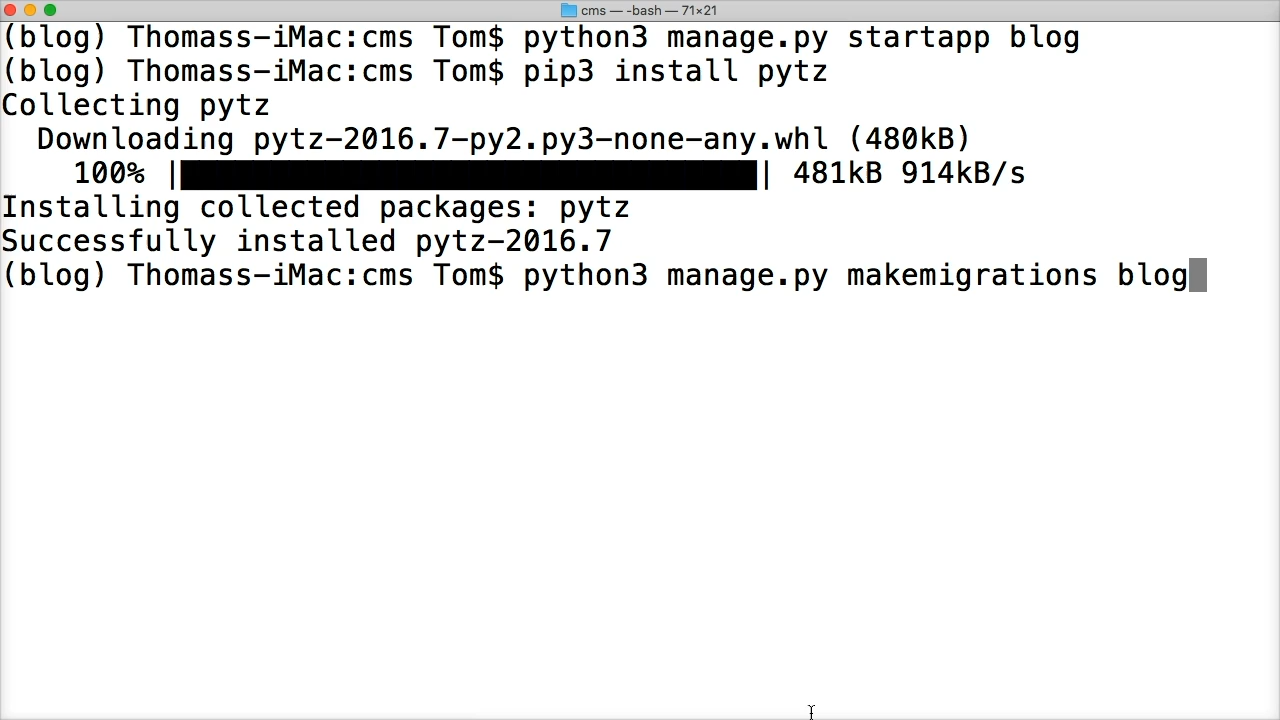 cms — -bash — 71×21
(blog) Thomass-iMac:cms Tom$ python3 manage.py startapp blog
(blog) Thomass-iMac:cms Tom$ pip3 install pytz
Collecting pytz
  Downloading pytz-2016.7-py2.py3-none-any.whl (480kB)
    100% |████████████████████████████████| 481kB 914kB/s
Installing collected packages: pytz
Successfully installed pytz-2016.7
(blog) Thomass-iMac:cms Tom$ python3 manage.py makemigrations blog